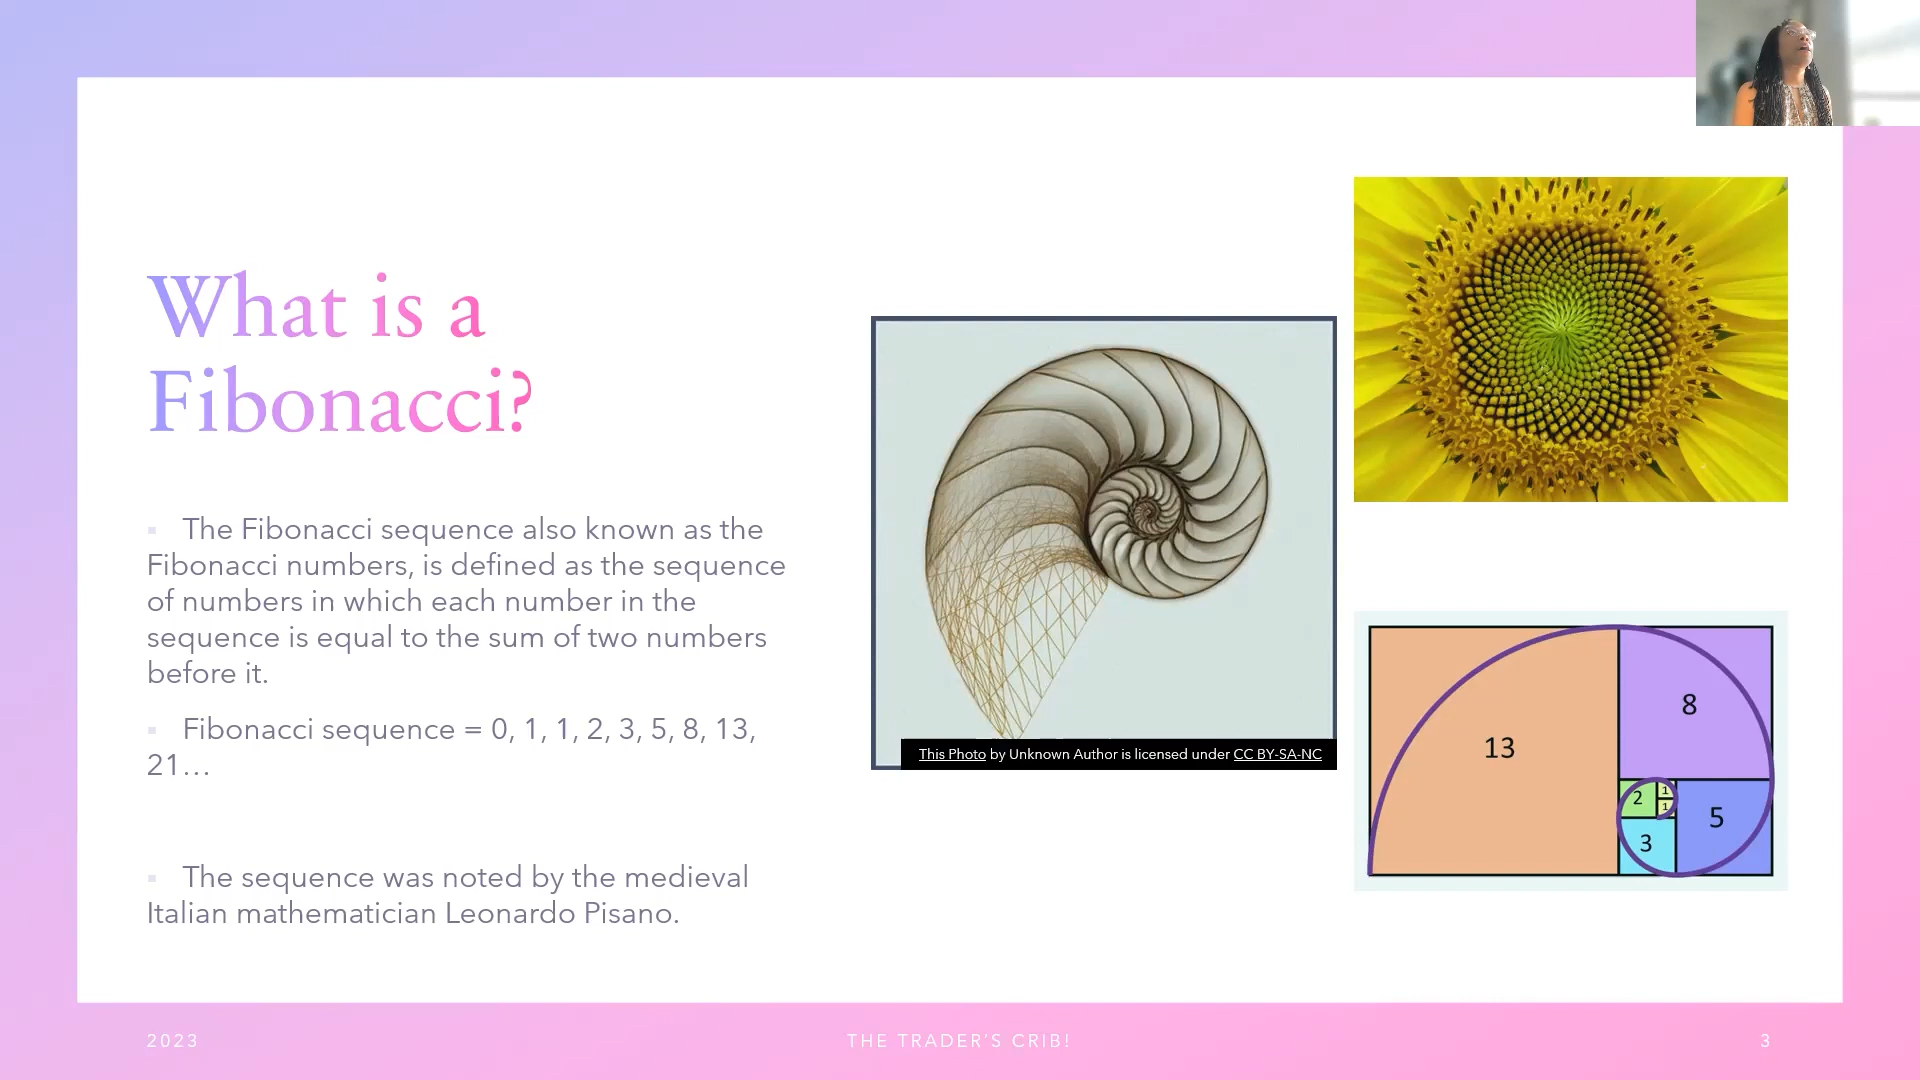 What is a
Fibonacci?
The Fibonacci sequence also known as the
Fibonacci numbers, is defined as the sequence
of numbers in which each number in the
sequence is equal to the sum of two numbers
before it.
Fibonacci sequence = 0, 1, 1, 2, 3, 5, 8, 13,
21…
The sequence was noted by the medieval
Italian mathematician Leonardo Pisano.
This Photo by Unknown Author is licensed under CC BY-SA-NC
8
13
2
1
1
5
3
2023
THE TRADER'S CRIB!
3